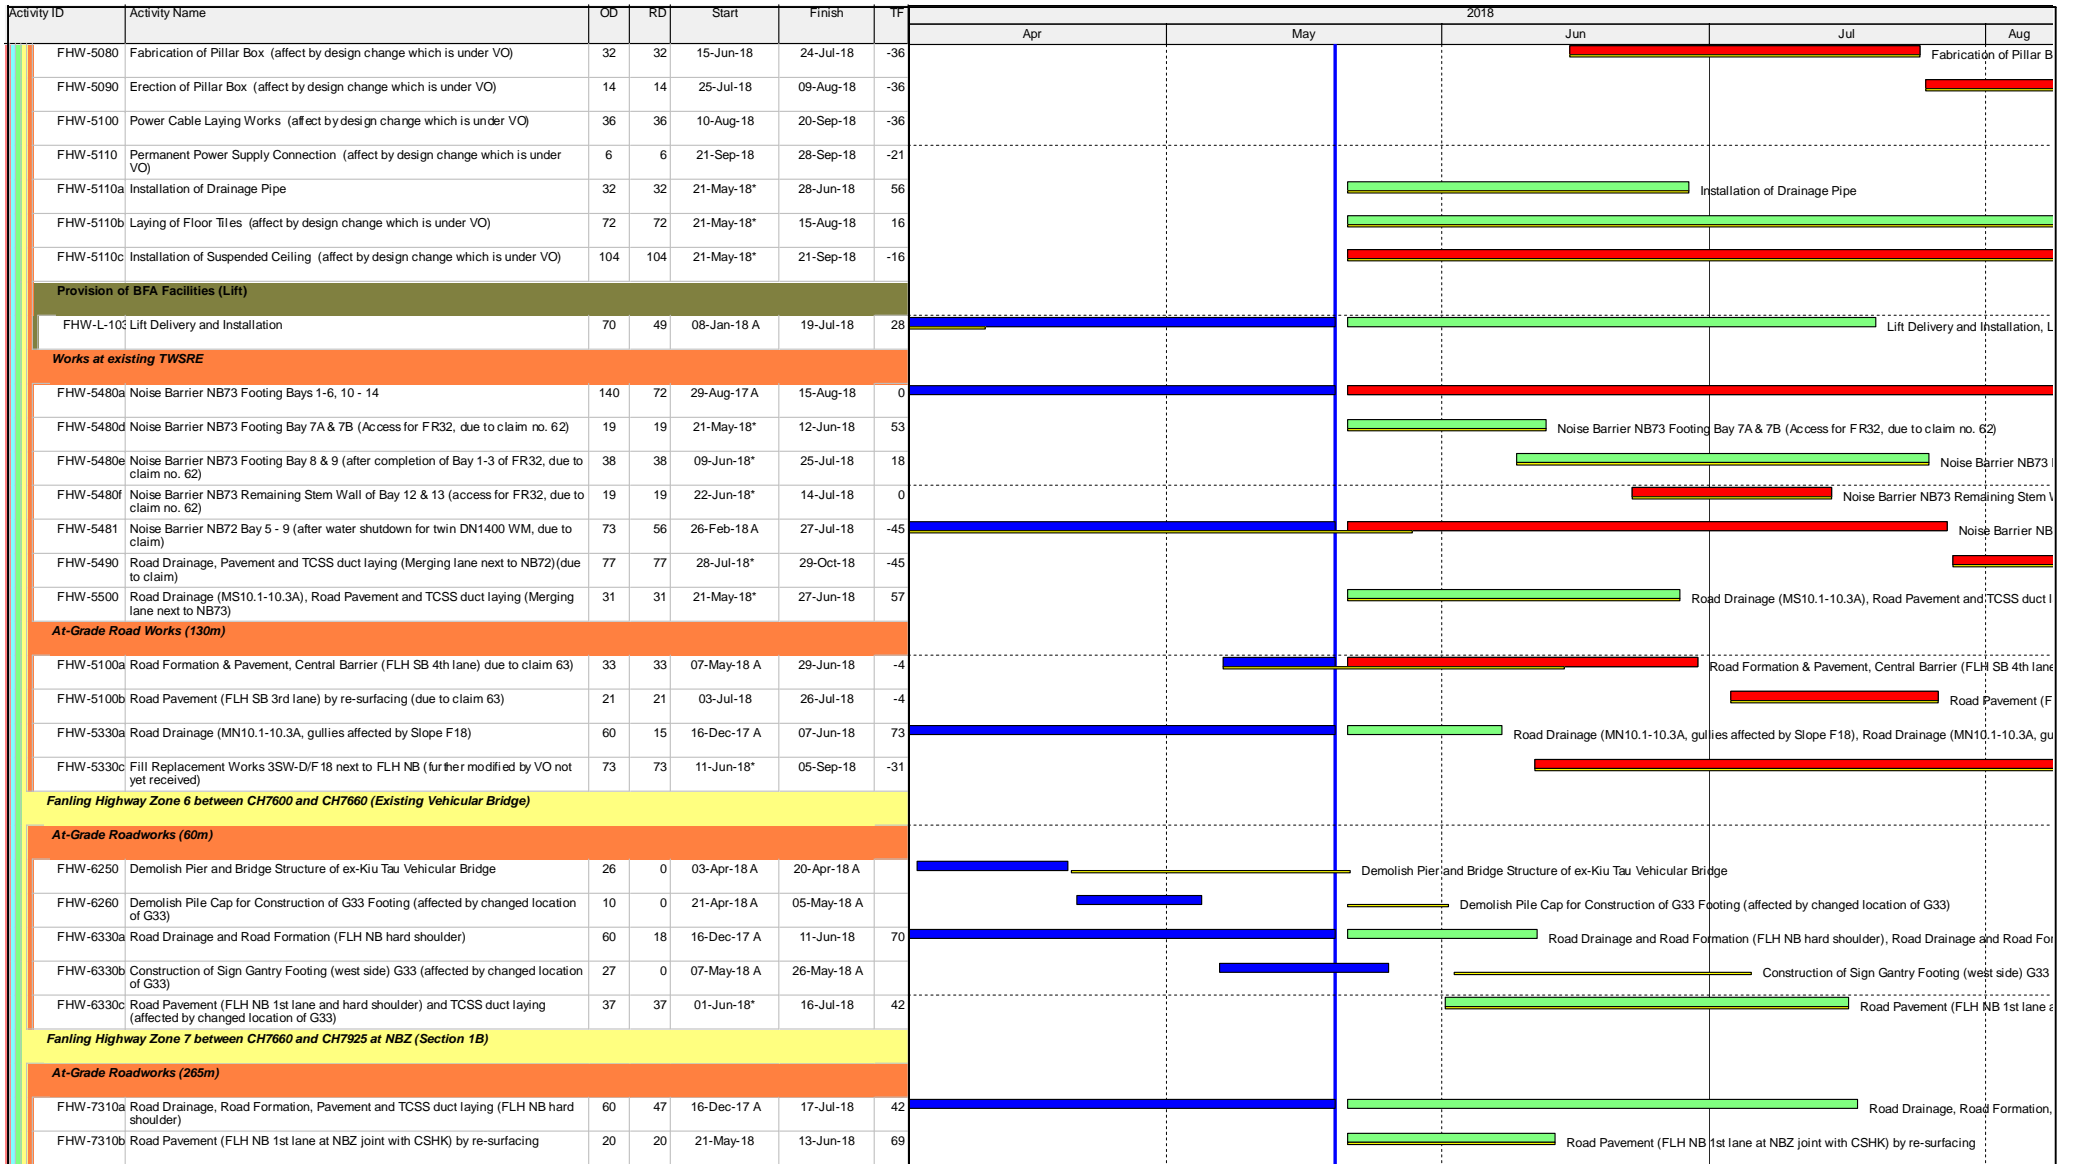 Activity ID Activity Name OD RD Start Finish TF 2018
Apr May Jun Jul Aug
FHW-5080 Fabrication of Pillar Box (affect by design change which is under VO) 32 32 15-Jun-18 24-Jul-18 -36 Fabrication of Pillar B
FHW-5090 Erection of Pillar Box (affect by design change which is under VO) 14 14 25-Jul-18 09-Aug-18 -36
FHW-5100 Power Cable Laying Works (affect by design change which is under VO) 36 36 10-Aug-18 20-Sep-18 -36
FHW-5110 Permanent Power Supply Connection (affect by design change which is under 6 6 21-Sep-18 28-Sep-18 -21
VO)
FHW-5110a Installation of Drainage Pipe 32 32 21-May-18* 28-Jun-18 56 Installation of Drainage Pipe
FHW-5110b Laying of Floor Tiles (affect by design change which is under VO) 72 72 21-May-18* 15-Aug-18 16
FHW-5110c Installation of Suspended Ceiling (affect by design change which is under VO) 104 104 21-May-18* 21-Sep-18 -16
Provision of BFA Facilities (Lift)
FHW-L-103 Lift Delivery and Installation 70 49 08-Jan-18 A 19-Jul-18 28 Lift Delivery and Installation, L
Works at existing TWSRE
FHW-5480a Noise Barrier NB73 Footing Bays 1-6, 10 - 14 140 72 29-Aug-17 A 15-Aug-18 0
FHW-5480d Noise Barrier NB73 Footing Bay 7A & 7B (Access for FR32, due to claim no. 62) 19 19 21-May-18* 12-Jun-18 53 Noise Barrier NB73 Footing Bay 7A & 7B (Access for FR32, due to claim no. 62)
FHW-5480e Noise Barrier NB73 Footing Bay 8 & 9 (after completion of Bay 1-3 of FR32, due to 38 38 09-Jun-18* 25-Jul-18 18 Noise Barrier NB73
claim no. 62)
FHW-5480f Noise Barrier NB73 Remaining Stem Wall of Bay 12 & 13 (access for FR32, due to 19 19 22-Jun-18* 14-Jul-18 0 Noise Barrier NB73 Remaining Stem
claim no. 62)
FHW-5481 Noise Barrier NB72 Bay 5 - 9 (after water shutdown for twin DN1400 WM, due to 73 56 26-Feb-18 A 27-Jul-18 -45 Noise Barrier NB
claim)
FHW-5490 Road Drainage, Pavement and TCSS duct laying (Merging lane next to NB72)(due 77 77 28-Jul-18* 29-Oct-18 -45
to claim)
FHW-5500 Road Drainage (MS10.1-10.3A), Road Pavement and TCSS duct laying (Merging 31 31 21-May-18* 27-Jun-18 57 Road Drainage (MS10.1-10.3A), Road Pavement and TCSS duct l
lane next to NB73)
At-Grade Road Works (130m)
FHW-5100a Road Formation & Pavement, Central Barrier (FLH SB 4th lane) due to claim 63) 33 33 07-May-18 A 29-Jun-18 -4 Road Formation & Pavement, Central Barrier (FLH SB 4th lane
FHW-5100b Road Pavement (FLH SB 3rd lane) by re-surfacing (due to claim 63) 21 21 03-Jul-18 26-Jul-18 -4 Road Pavement (F
FHW-5330a Road Drainage (MN10.1-10.3A, gullies affected by Slope F18) 60 15 16-Dec-17 A 07-Jun-18 73 Road Drainage (MN10.1-10.3A, gullies affected by Slope F18), Road Drainage (MN10.1-10.3A, gu
FHW-5330c Fill Replacement Works 3SW-D/F18 next to FLH NB (further modified by VO not 73 73 11-Jun-18* 05-Sep-18 -31
yet received)
Fanling Highway Zone 6 between CH7600 and CH7660 (Existing Vehicular Bridge)
At-Grade Roadworks (60m)
FHW-6250 Demolish Pier and Bridge Structure of ex-Kiu Tau Vehicular Bridge 26 0 03-Apr-18 A 20-Apr-18 A Demolish Pier and Bridge Structure of ex-Kiu Tau Vehicular Bridge
FHW-6260 Demolish Pile Cap for Construction of G33 Footing (affected by changed location 10 0 21-Apr-18 A 05-May-18 A Demolish Pile Cap for Construction of G33 Footing (affected by changed location of G33)
of G33)
FHW-6330a Road Drainage and Road Formation (FLH NB hard shoulder) 60 18 16-Dec-17 A 11-Jun-18 70 Road Drainage and Road Formation (FLH NB hard shoulder), Road Drainage and Road For
FHW-6330b Construction of Sign Gantry Footing (west side) G33 (affected by changed location 27 0 07-May-18 A 26-May-18 A Construction of Sign Gantry Footing (west side) G33
of G33)
FHW-6330c Road Pavement (FLH NB 1st lane and hard shoulder) and TCSS duct laying 37 37 01-Jun-18* 16-Jul-18 42 Road Pavement (FLH NB 1st lane a
(affected by changed location of G33)
Fanling Highway Zone 7 between CH7660 and CH7925 at NBZ (Section 1B)
At-Grade Roadworks (265m)
FHW-7310a Road Drainage, Road Formation, Pavement and TCSS duct laying (FLH NB hard 60 47 16-Dec-17 A 17-Jul-18 42 Road Drainage, Road Formation,
shoulder)
FHW-7310b Road Pavement (FLH NB 1st lane at NBZ joint with CSHK) by re-surfacing 20 20 21-May-18 13-Jun-18 69 Road Pavement (FLH NB 1st lane at NBZ joint with CSHK) by re-surfacing